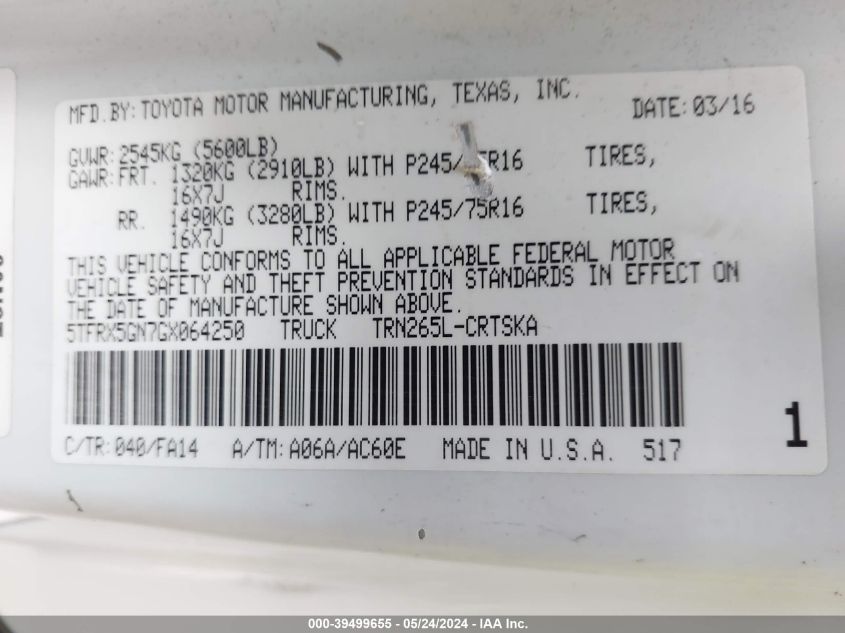 MFD.BY:TOYOTA MOTOR MANUFACTURING, TEXAS, INC. DATE:03/16
GVWR:2545KG (5600LB)
GAWR:FRT. 1320KG (2910LB) WITH P245/ 5R16 TIRES,
16X7J RIMS.
RR. 1490KG (3280LB) WITH P245/75R16 TIRES,
16X7J RIMS.
THIS VEHICLE CONFORMS TO ALL APPLICABLE FEDERAL MOTOR
VEHICLE SAFETY AND THEFT PREVENTION STANDARDS IN EFFECT ON
THE DATE OF MANUFACTURE SHOWN ABOVE.
5TFRX5GN7GX064250 TRUCK TRN265L-CRTSKA
C/TR:040/FA14 A/TM:A06A/AC60E MADE IN U.S.A. 517
1
000-39499655 - 05/24/2024 - IAA Inc.